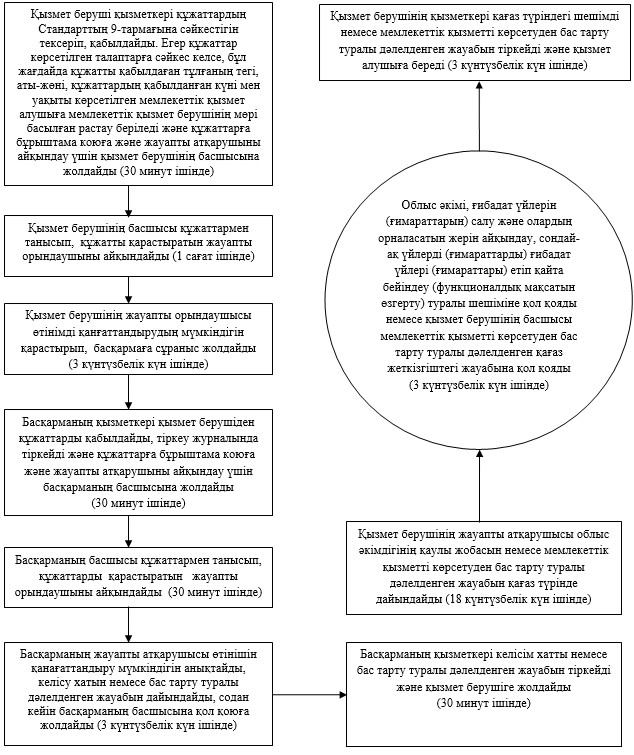 Қызмет беруші қызметкері құжаттардың
Стандарттың 9-тармағына сәйкестігін
тексеріп, қабылдайды. Егер құжаттар
көрсетілген талаптарға сәйкес келсе, бұл
жағдайда құжатты қабылдаған тұлғаның тегі,
аты-жөні, құжаттардың қабылданған күні мен
уақыты көрсетілген мемлекеттік қызмет
алушыға мемлекеттік қызмет берушінің мөрі
басылған растау беріледі және құжаттарға
бұрыштама қоюға және жауапты атқарушыны
айқындау үшін қызмет берушінің басшысына
жолдайды (30 минут ішінде)
Қызмет берушінің басшысы құжаттармен
танысып, құжатты қарастыратын жауапты
орындаушыны айқындайды (1 сағат ішінде)
Қызмет берушінің жауапты орындаушысы
өтінімді қанғаттандырудың мүмкіндігін
қарастырып, басқармаға сұраныс жолдайды
(3 күнтүзбелік күн ішінде)
Басқарманың қызметкері қызмет берушіден
құжаттарды қабылдайды, тіркеу журналында
тіркейді және құжаттарға бұрыштама қоюға
және жауапты атқарушыны айқындау үшін
басқарманың басшысына жолдайды
(30 минут ішінде)
Басқарманың басшысы құжаттармен танысып,
құжаттарды қарастыратын жауапты
орындаушыны айқындайды (30 минут ішінде)
Басқарманың жауапты атқарушысы өтінішін
қанағаттандыру мүмкіндігін анықтайды,
келісу хатын немесе бас тарту туралы
дәлелденген жауабын дайындайды, содан
кейін басқарманың басшысына қол қоюға
жолдайды (3 күнтүзбелік күн ішінде)
Басқарманың қызметкері келісім хатты немесе
бас тарту туралы дәлелденген жауабын тіркейді
және қызмет берушіге жолдайды
(30 минут ішінде)
Қызмет берушінің жауапты атқарушысы облыс
әкімдігінің қаулы жобасын немесе мемлекеттік
қызметті көрсетуден бас тарту туралы
дәлелденген жауабын қағаз түрінде
дайындайды (18 күнтүзбелік күн ішінде)
Облыс әкімі, ғибадат үйлерін
(ғимараттарын) салу және олардың
орналасатын жерін айқындау, сондай-
ақ үйлерді (ғимараттарды) ғибадат
үйлері (ғимараттары) етіп қайта
бейіндеу (функционалдық мақсатын
өзгерту) туралы шешіміне қол қояды
немесе қызмет берушінің басшысы
мемлекеттік қызметті көрсетуден бас
тарту туралы дәлелденген қағаз
жеткізгіштегі жауабына қол қояды
(3 күнтүзбелік күн ішінде)
Қызмет берушінің қызметкері қағаз түріндегі шешімді
немесе мемлекеттік қызметті көрсетуден бас тарту
туралы дәлелденген жауабын тіркейді және қызмет
алушыға береді (3 күнтүзбелік күн ішінде)